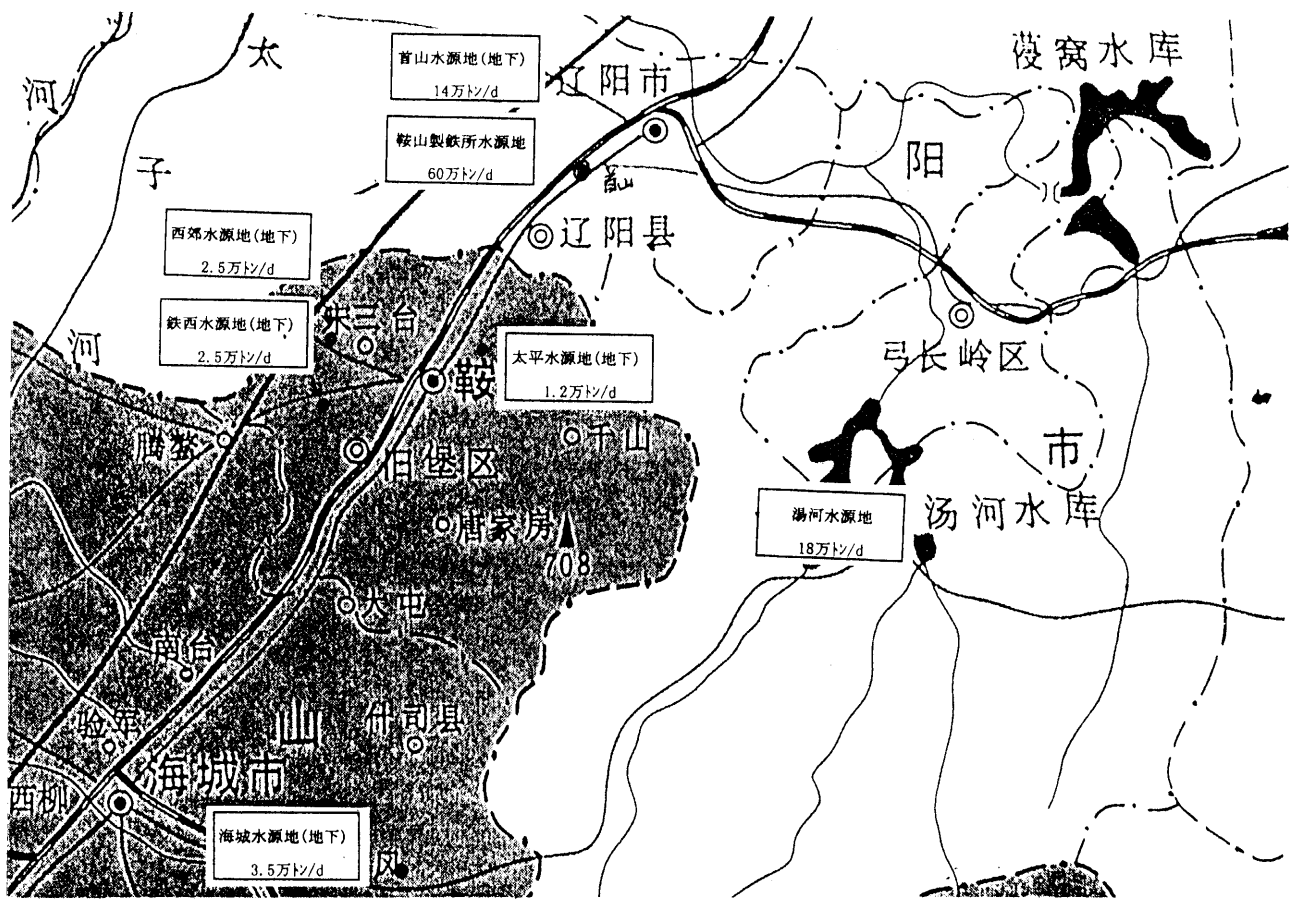 太
河
子
河
首山水源地(地下)
14万トン/d
辽阳市
葠窝水库
鞍山製鉄所水源地
60万トン/d
首山
阳
西郊水源地(地下)
2.5万トン/d
辽阳县
鉄西水源地(地下)
2.5万トン/d
宋三台
太平水源地(地下)
1.2万トン/d
弓长岭区
鞍
腾鳌
旧堡区
千山
市
湯河水源地
18万トン/d
汤河水库
唐家房
708
大屯
南台
山
什司县
验军
海城市
西柳
海城水源地(地下)
3.5万トン/d
风